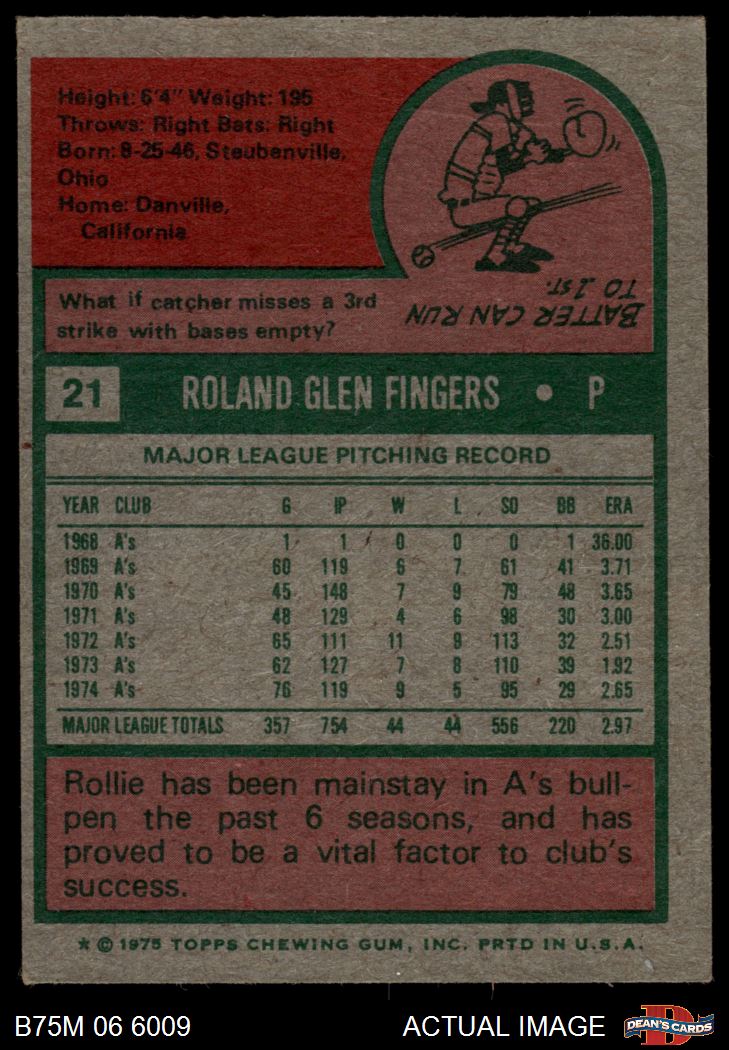 Height: 6'4" Weight: 195
Throws: Right Bats: Right
Born: 8-25-46, Steubenville,
Ohio
Home: Danville,
California
What if catcher misses a 3rd
strike with bases empty?
BATTER CAN RUN
TO 1ST.
21 ROLAND GLEN FINGERS • P
MAJOR LEAGUE PITCHING RECORD
YEAR CLUB G IP W L SO BB ERA
1968 A's 1 1 0 0 0 1 36.00
1969 A's 60 119 6 7 61 41 3.71
1970 A's 45 148 7 9 79 48 3.65
1971 A's 48 129 4 6 98 30 3.00
1972 A's 65 111 11 9 113 32 2.51
1973 A's 62 127 7 8 110 39 1.92
1974 A's 76 119 9 5 95 29 2.65
MAJOR LEAGUE TOTALS 357 754 44 44 556 220 2.97
Rollie has been mainstay in A's bull-
pen the past 6 seasons, and has
proved to be a vital factor to club's
success.
* © 1975 TOPPS CHEWING GUM, INC. PRTD IN U.S.A.
B75M 06 6009 ACTUAL IMAGE DEAN'S CARDS